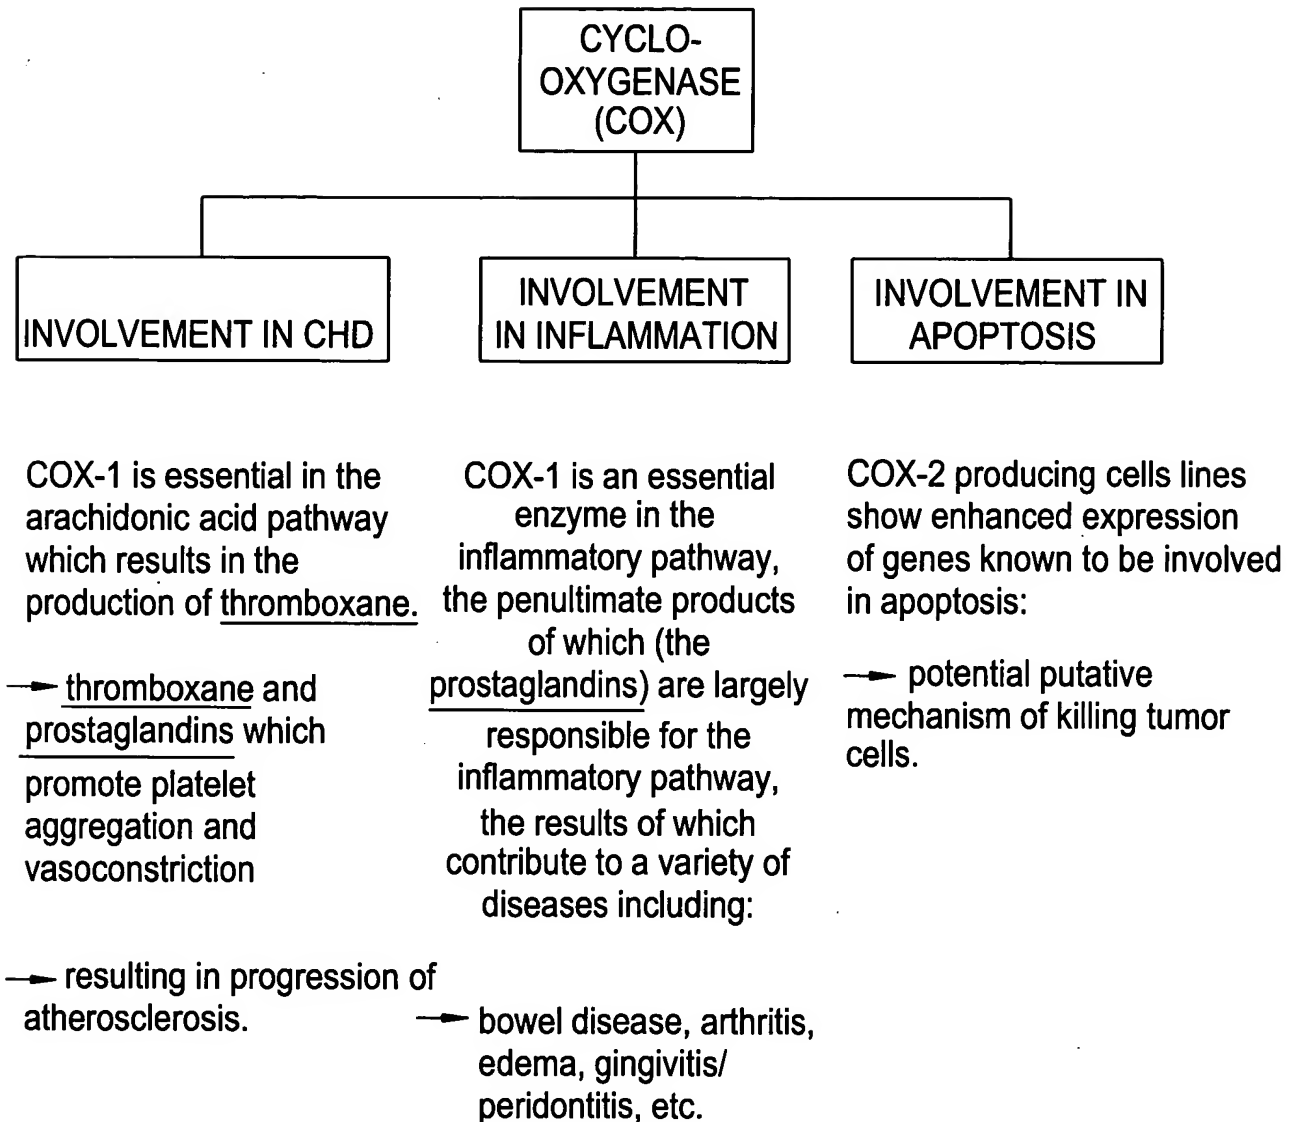 CYCLO-
OXYGENASE
(COX)
INVOLVEMENT IN CHD
INVOLVEMENT
IN INFLAMMATION
INVOLVEMENT IN
APOPTOSIS
COX-1 is essential in the
arachidonic acid pathway
which results in the
production of thromboxane.
→ thromboxane and
prostaglandins which
promote platelet
aggregation and
vasoconstriction
→ resulting in progression of
atherosclerosis.
COX-1 is an essential
enzyme in the
inflammatory pathway,
the penultimate products
of which (the
prostaglandins) are largely
responsible for the
inflammatory pathway,
the results of which
contribute to a variety of
diseases including:
→ bowel disease, arthritis,
edema, gingivitis/
peridontitis, etc.
COX-2 producing cells lines
show enhanced expression
of genes known to be involved
in apoptosis:
→ potential putative
mechanism of killing tumor
cells.